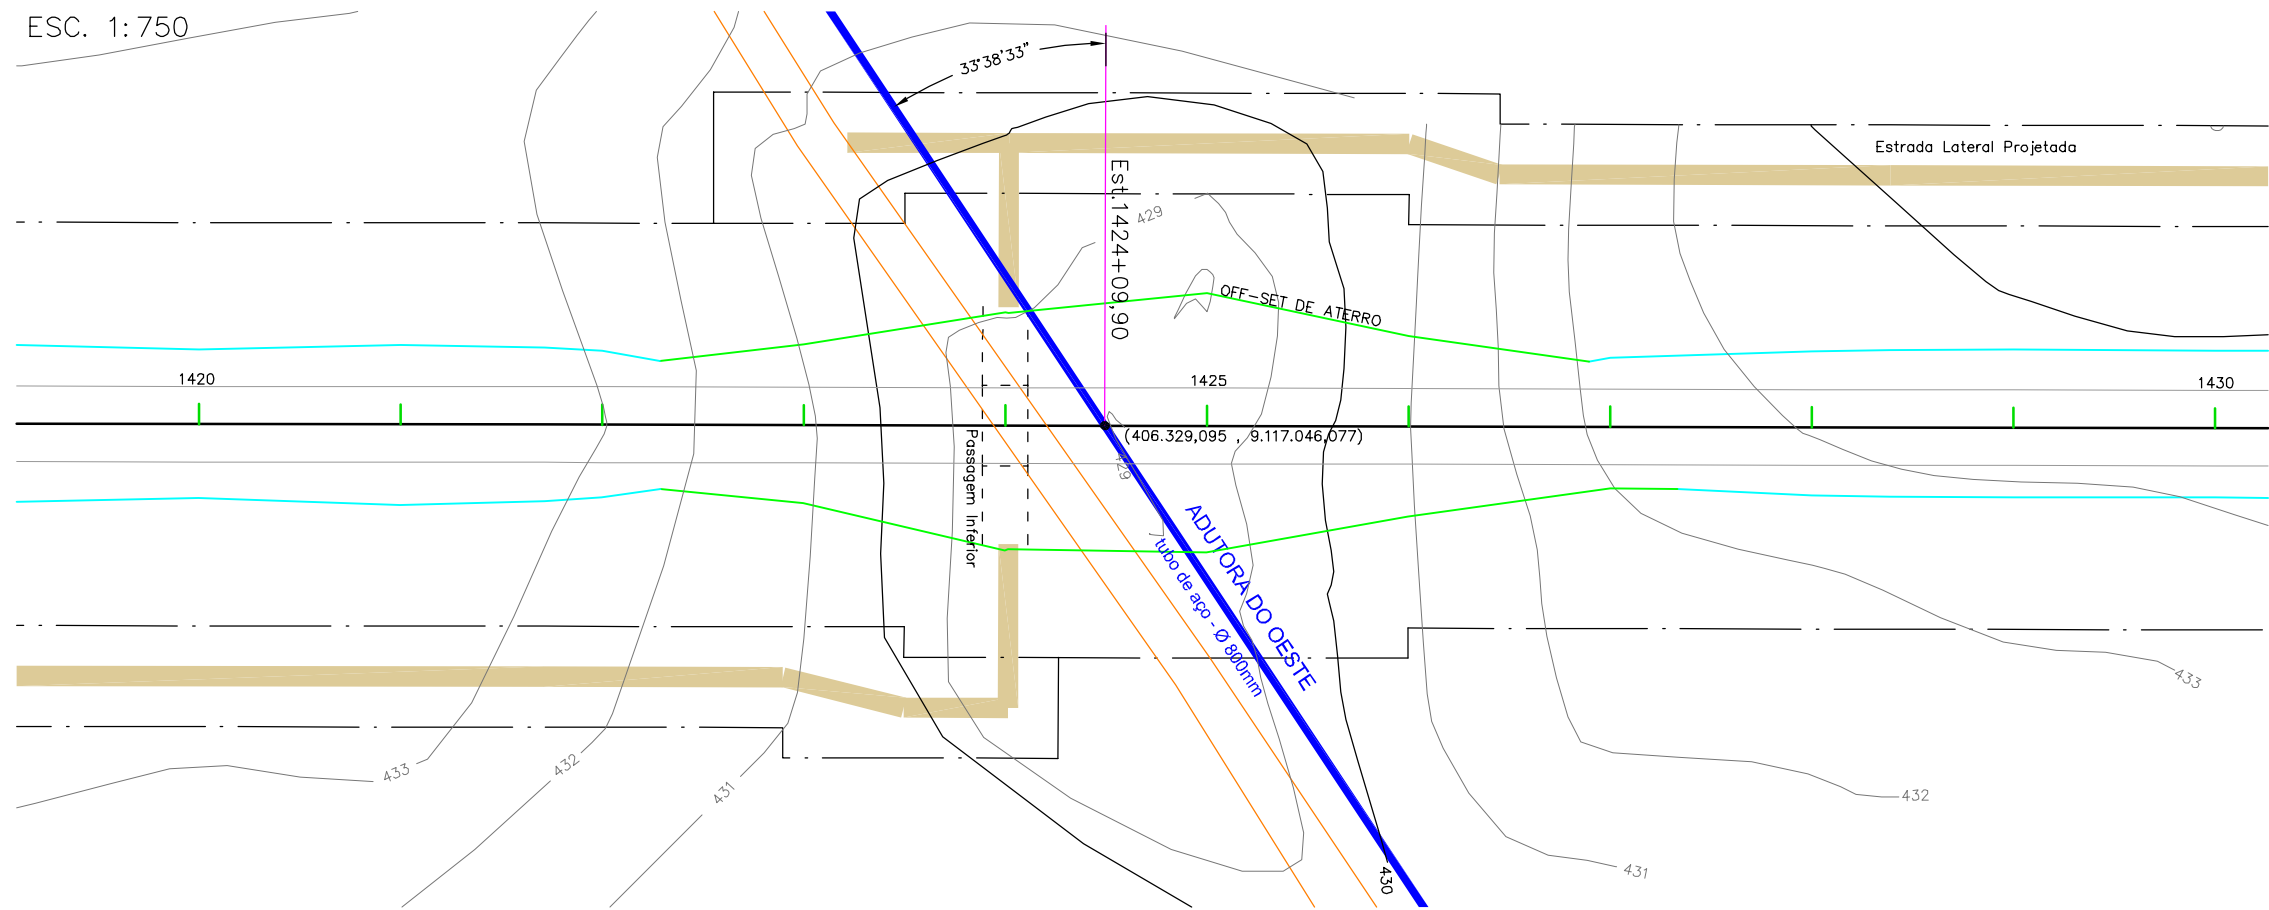 ESC. 1:750
33°38'33"
Estrada Lateral Projetada
Est.1424+09,90
429
OFF-SET DE ATERRO
1420
1425
1430
(406.329,095 , 9.117.046,077)
429
Passagem Inferior
ADUTORA DO OESTE
tubo de aço - Ø 800mm
433
433
432
431
432
431
430